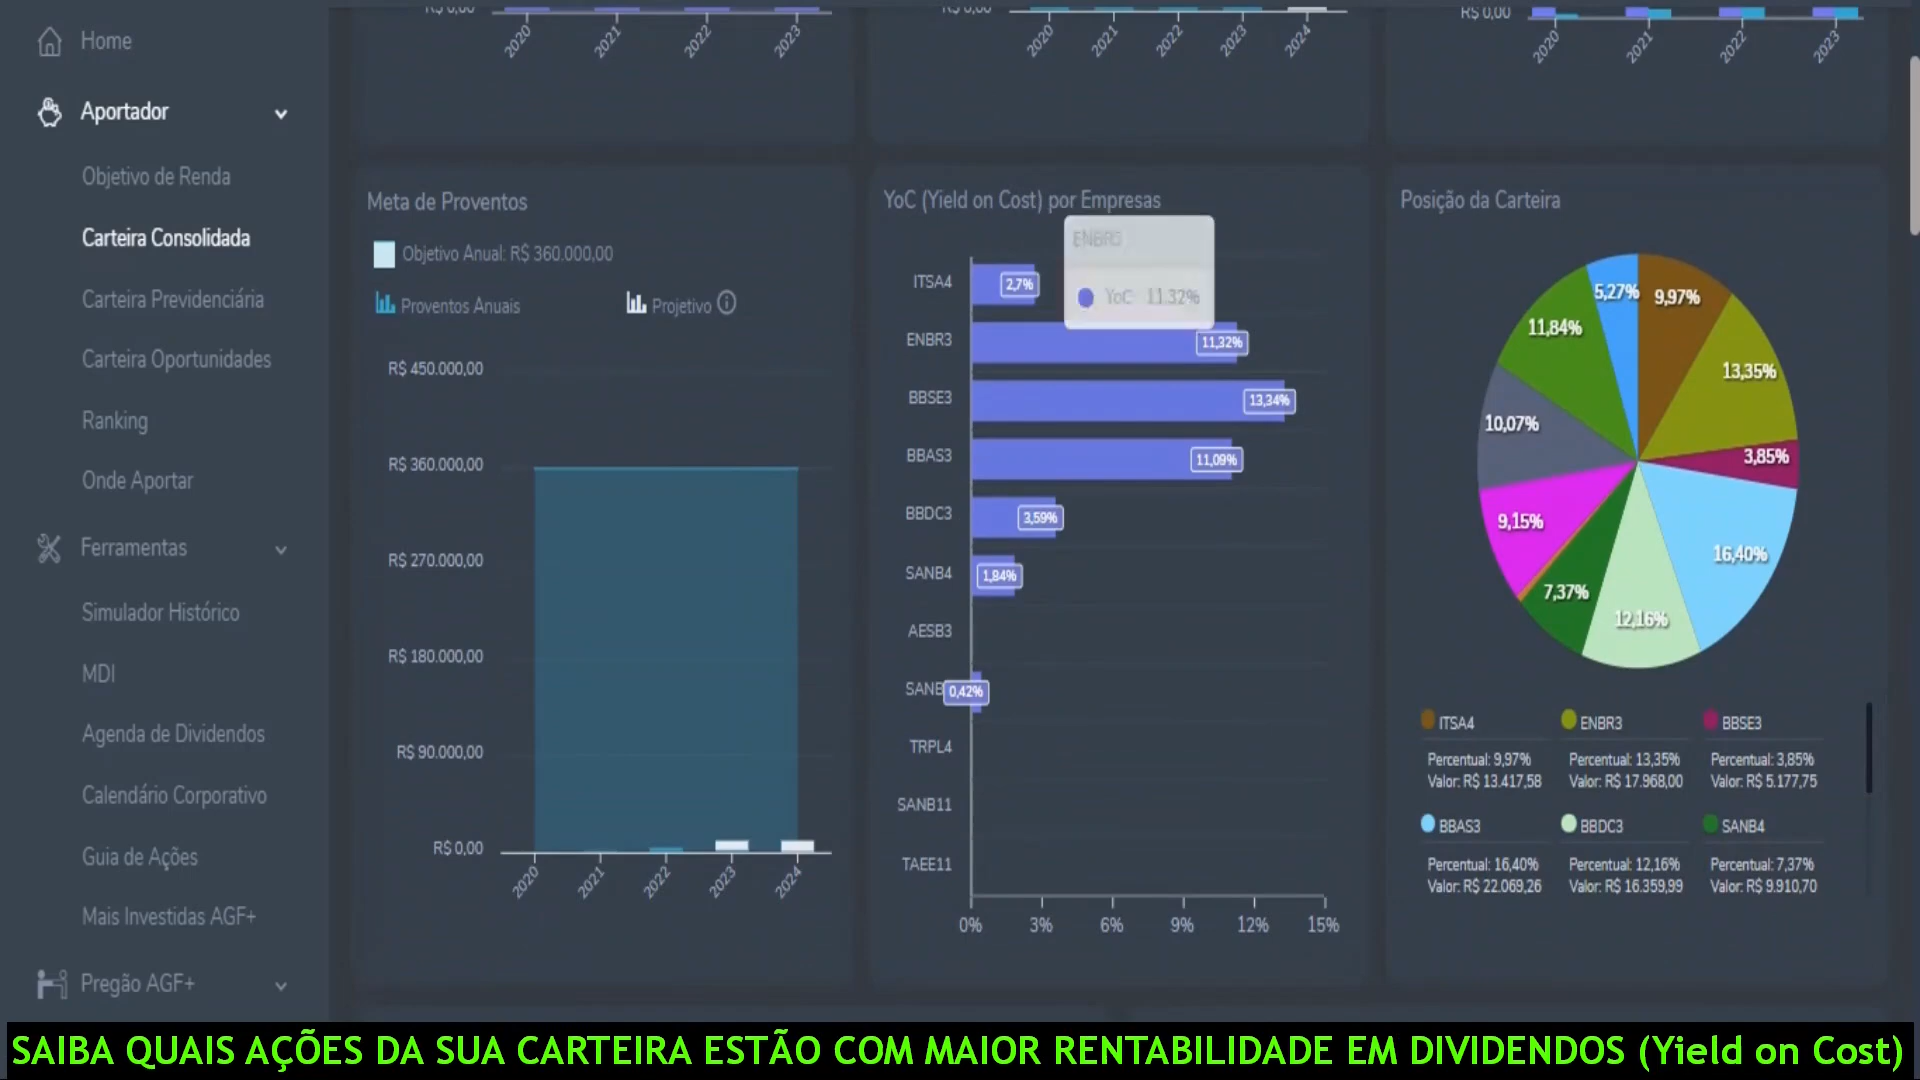 Home
Aportador
Objetivo de Renda
Carteira Consolidada
Carteira Previdenciária
Carteira Oportunidades
Ranking
Onde Aportar
Ferramentas
Simulador Histórico
MDI
Agenda de Dividendos
Calendário Corporativo
Guia de Ações
Mais Investidas AGF+
Pregão AGF+
R$ 0,00
2020 2021 2022 2023
R$ 0,00
2020 2021 2022 2023 2024
R$ 0,00
2020 2021 2022 2023
Meta de Proventos
Objetivo Anual: R$ 360.000,00
Proventos Anuais Projetivo
R$ 450.000,00
R$ 360.000,00
R$ 270.000,00
R$ 180.000,00
R$ 90.000,00
R$ 0,00
2020 2021 2022 2023 2024
YoC (Yield on Cost) por Empresas
ENBR3
YoC 11.32%
ITSA4 2,7%
ENBR3 11,32%
BBSE3 13,34%
BBAS3 11,09%
BBDC3 3,59%
SANB4 1,84%
AESB3
SANB 0,42%
TRPL4
SANB11
TAEE11
0% 3% 6% 9% 12% 15%
Posição da Carteira
5,27% 9,97%
11,84%
13,35%
10,07%
3,85%
9,15%
16,40%
7,37%
12,16%
ITSA4 ENBR3 BBSE3
Percentual: 9,97% Percentual: 13,35% Percentual: 3,85%
Valor: R$ 13.417,58 Valor: R$ 17.968,00 Valor: R$ 5.177,75
BBAS3 BBDC3 SANB4
Percentual: 16,40% Percentual: 12,16% Percentual: 7,37%
Valor: R$ 22.069,26 Valor: R$ 16.359,99 Valor: R$ 9.910,70
SAIBA QUAIS AÇÕES DA SUA CARTEIRA ESTÃO COM MAIOR RENTABILIDADE EM DIVIDENDOS (Yield on Cost)